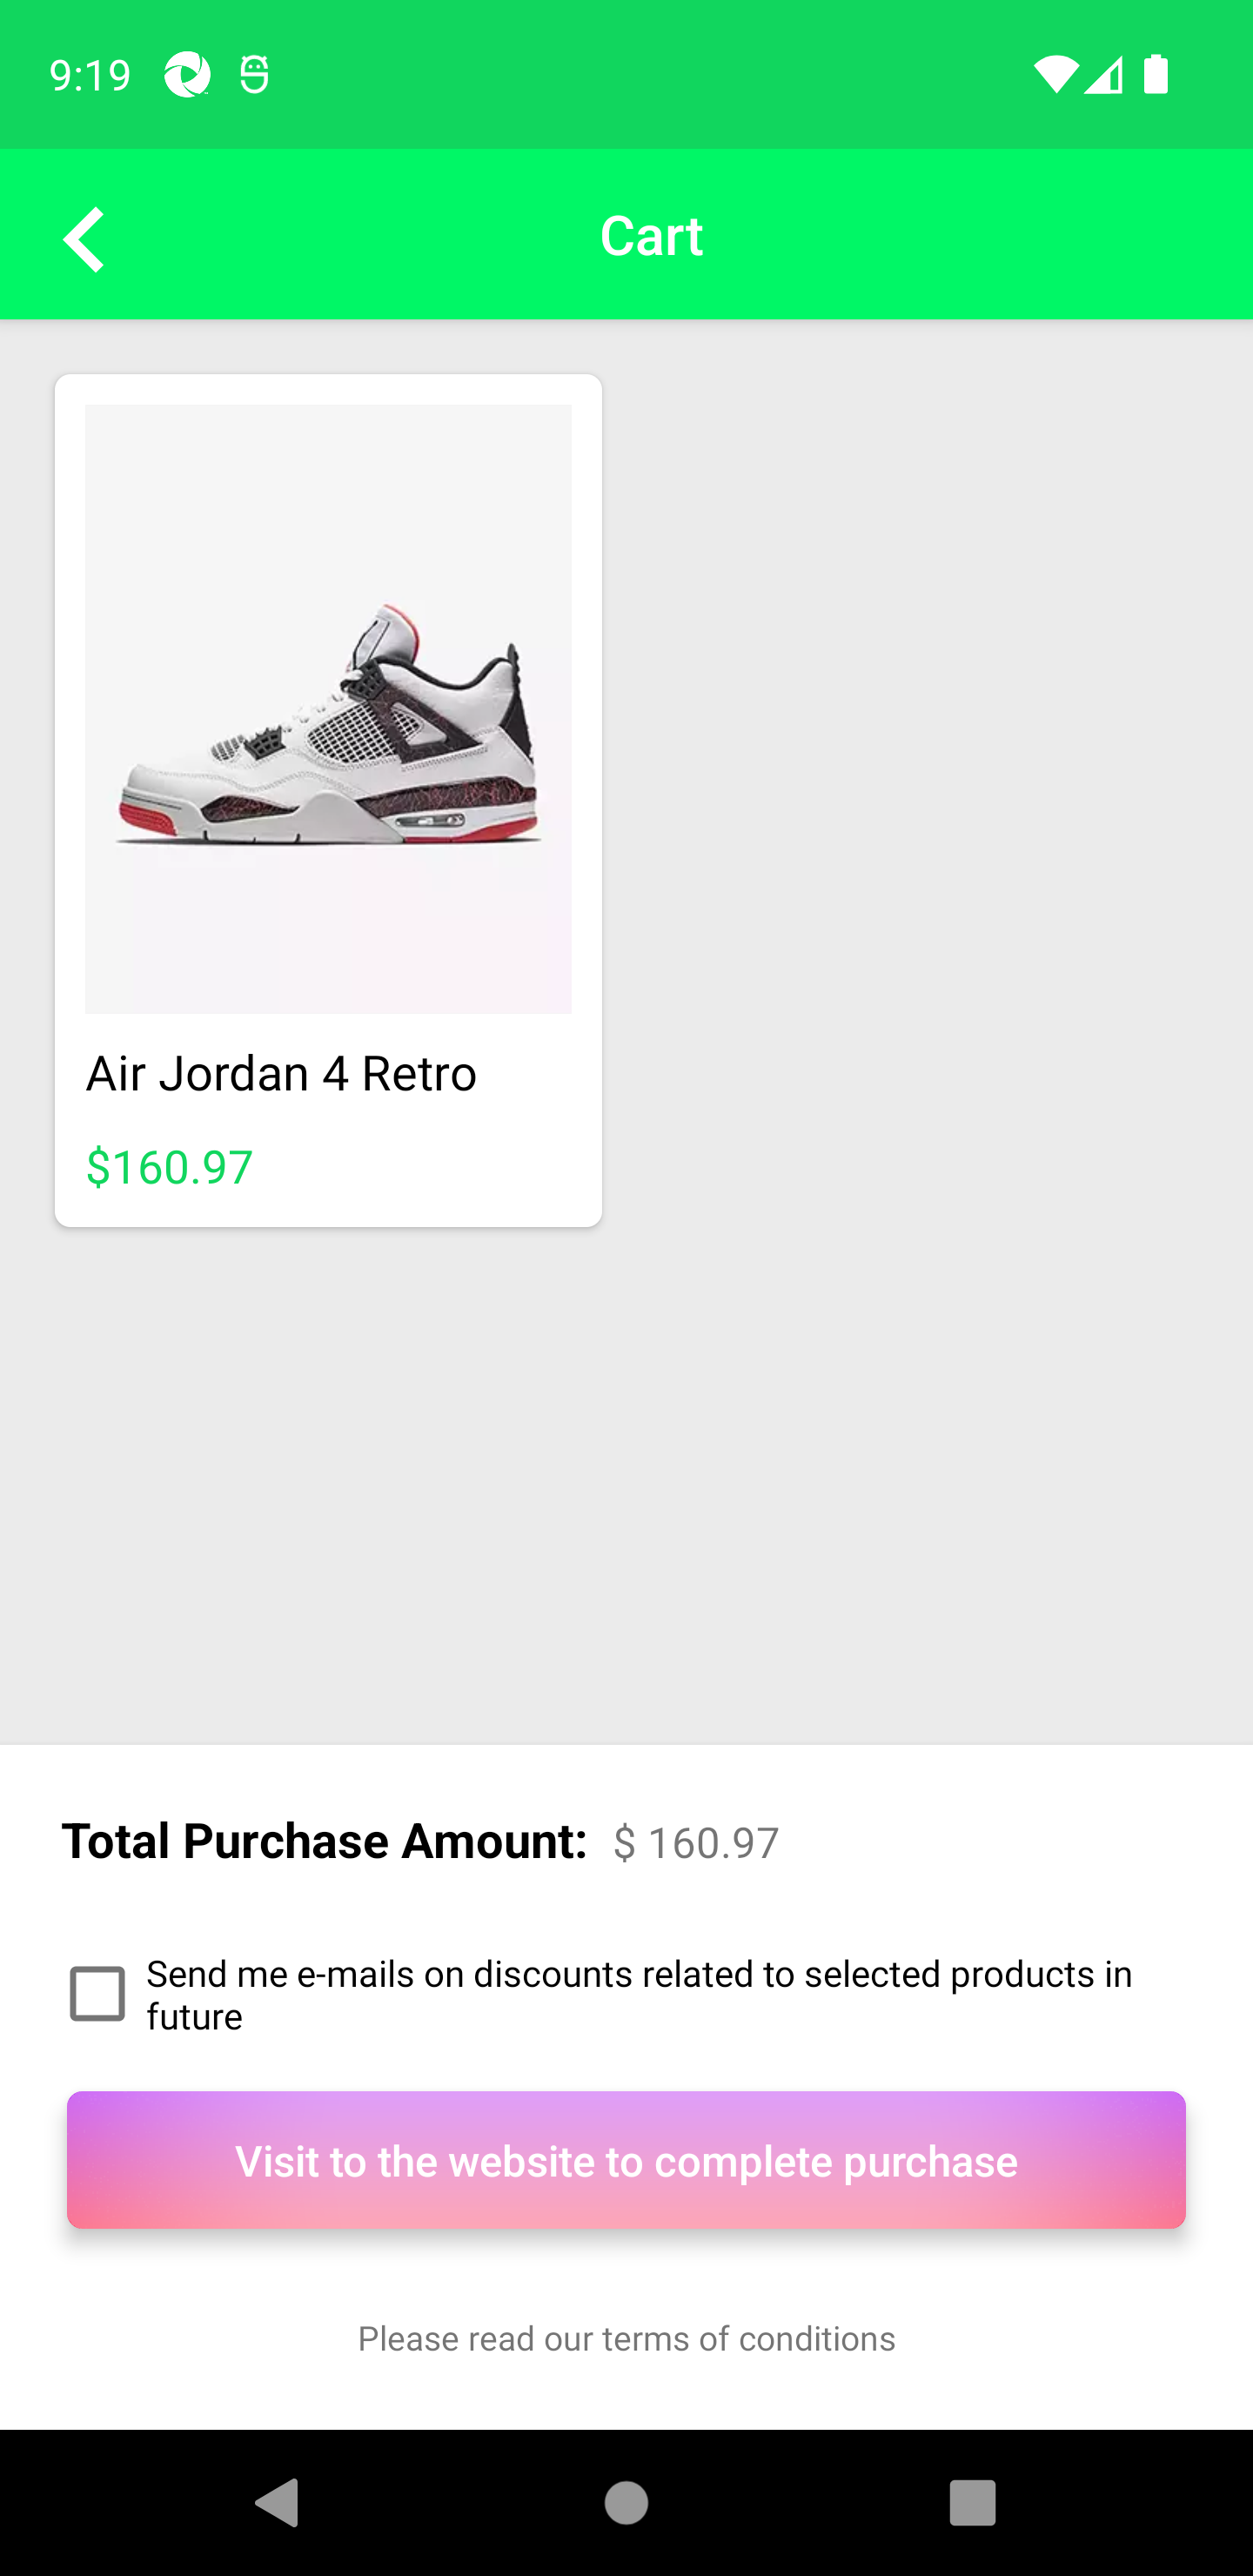 9:19
Cart
Air Jordan 4 Retro
$160.97
Total Purchase Amount: $ 160.97
Send me e-mails on discounts related to selected products in
future
Visit to the website to complete purchase
Please read our terms of conditions